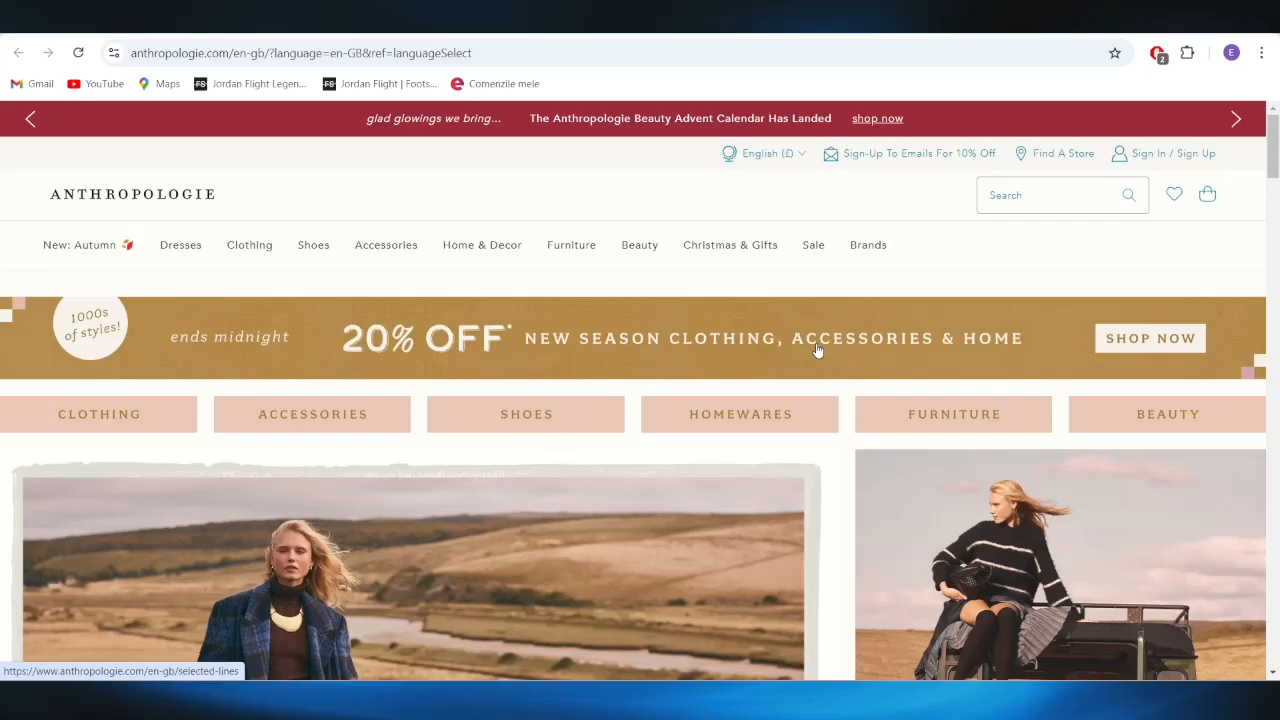 anthropologie.com/en-gb/?language=en-GB&ref=languageSelect
2
E
Gmail YouTube Maps FS Jordan Flight Legen... FS Jordan Flight | Foots... e Comenzile mele
glad glowings we bring... The Anthropologie Beauty Advent Calendar Has Landed shop now
English (£) Sign-Up To Emails For 10% Off Find A Store Sign In / Sign Up
ANTHROPOLOGIE Search
New: Autumn Dresses Clothing Shoes Accessories Home & Decor Furniture Beauty Christmas & Gifts Sale Brands
1000s
of styles!
ends midnight 20% OFF* NEW SEASON CLOTHING, ACCESSORIES & HOME SHOP NOW
CLOTHING ACCESSORIES SHOES HOMEWARES FURNITURE BEAUTY
https://www.anthropologie.com/en-gb/selected-lines